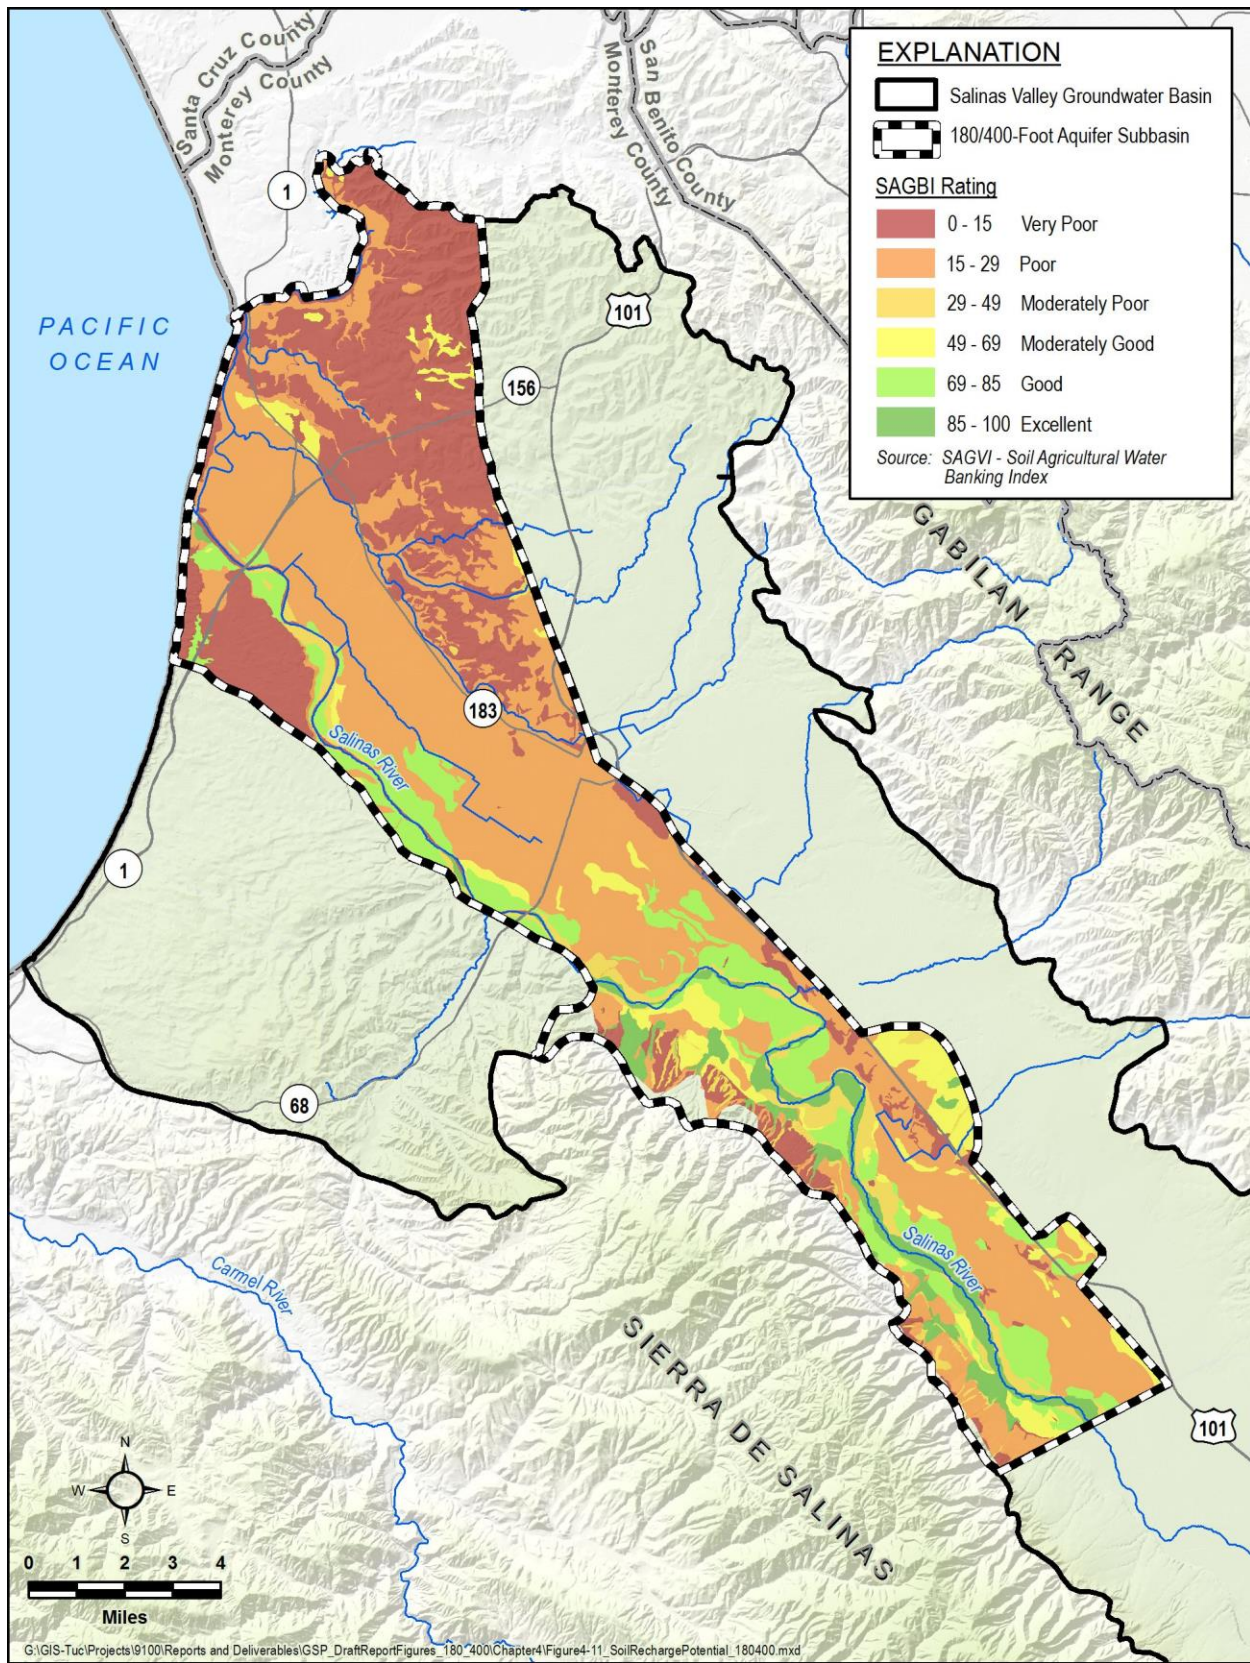 EXPLANATION
Salinas Valley Groundwater Basin
180/400-Foot Aquifer Subbasin
SAGBI Rating
0 - 15 Very Poor
15 - 29 Poor
29 - 49 Moderately Poor
49 - 69 Moderately Good
69 - 85 Good
85 - 100 Excellent
Source: SAGVI - Soil Agricultural Water
Banking Index
Santa Cruz County
Monterey County
San Benito County
Monterey County
1
101
PACIFIC
OCEAN
156
GABILAN
RANGE
183
Salinas River
1
68
Salinas River
Carmel River
SIERRA DE SALINAS
101
N
W
E
S
0 1 2 3 4
Miles
G:\GIS-Tuc\Projects\9100\Reports and Deliverables\GSP_DraftReportFigures_180_400\Chapter4\Figure4-11_SoilRechargePotential_180400.mxd